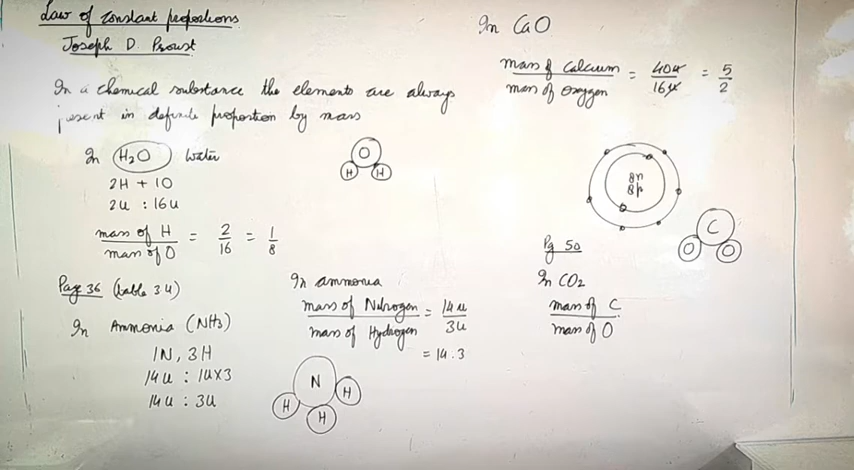 Law of constant proportions
Joseph D. Proust
In a chemical substance the elements are always
present in definite proportion by mass
In H₂O water
2H + 1O
2u : 16u
mass of H / mass of O = 2/16 = 1/8
O
H H
Page 36 (table 3.4)
In Ammonia (NH₃)
1N, 3H
14u : 1u×3
14u : 3u
In ammonia
mass of Nitrogen / mass of Hydrogen = 14u/3u
= 14.3
N
H H H
In CaO
mass of Calcium / mass of oxygen = 40u/16u = 5/2
8n
8p
C
O O
Pg 50
In CO₂
mass of C / mass of O